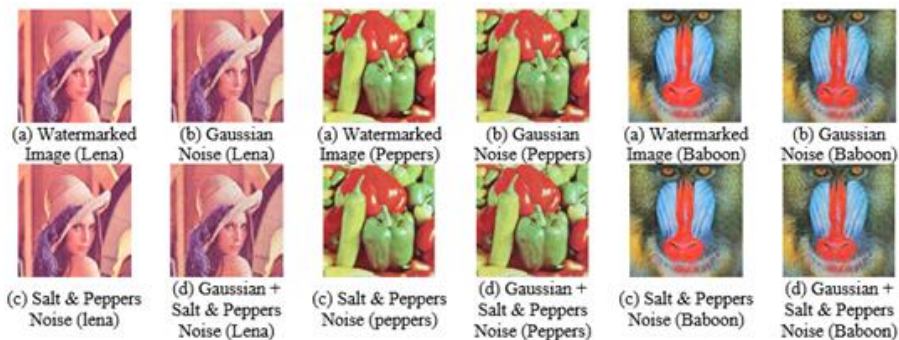 (a) Watermarked
Image (Lena)
(b) Gaussian
Noise (Lena)
(a) Watermarked
Image (Peppers)
(b) Gaussian
Noise (Peppers)
(a) Watermarked
Image (Baboon)
(b) Gaussian
Noise (Baboon)
(c) Salt & Peppers
Noise (lena)
(d) Gaussian +
Salt & Peppers
Noise (Lena)
(c) Salt & Peppers
Noise (peppers)
(d) Gaussian +
Salt & Peppers
Noise (Peppers)
(c) Salt & Peppers
Noise (Baboon)
(d) Gaussian +
Salt & Peppers
Noise (Baboon)